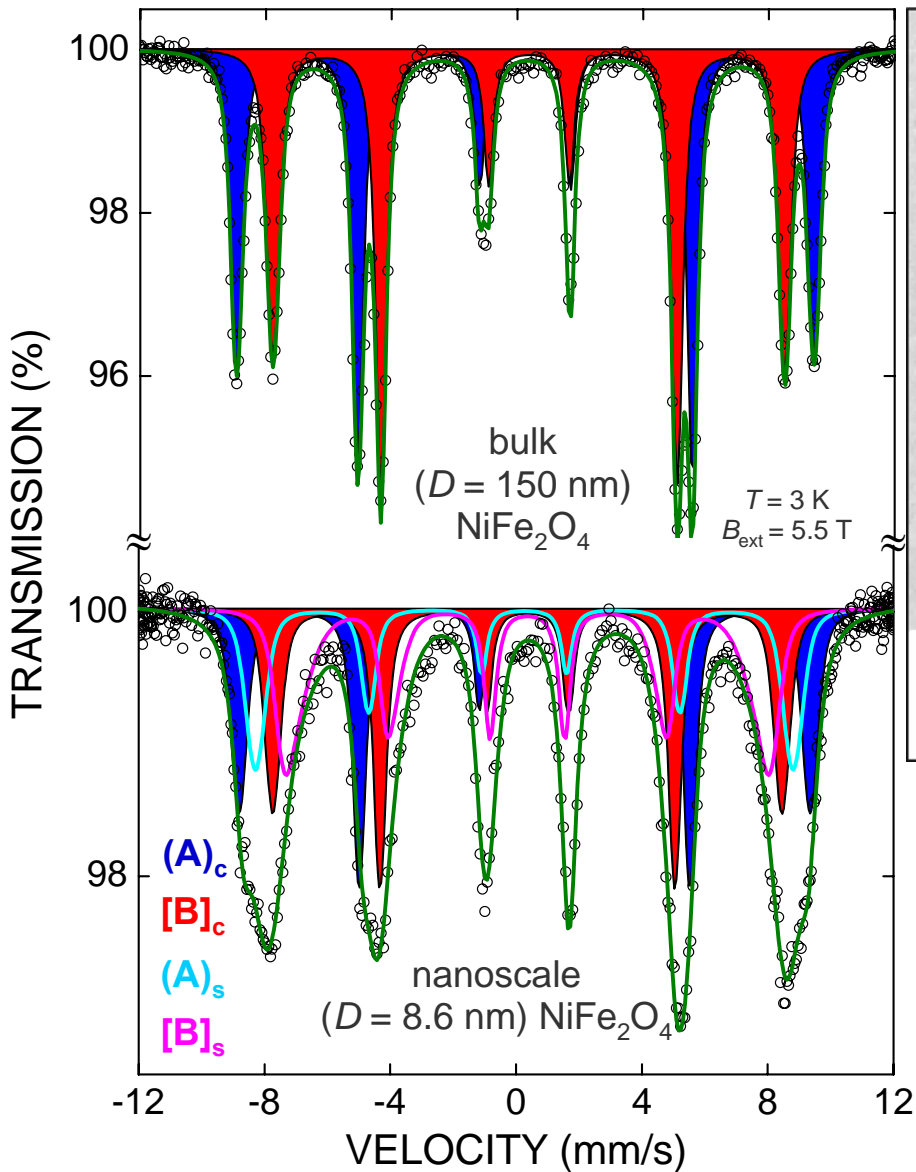 100
98
96
bulk
(D = 150 nm)
NiFe₂O₄
T = 3 K
B_ext = 5.5 T
TRANSMISSION (%)
100
98
(A)c
[B]c
(A)s
[B]s
nanoscale
(D = 8.6 nm) NiFe₂O₄
-12 -8 -4 0 4 8 12
VELOCITY (mm/s)